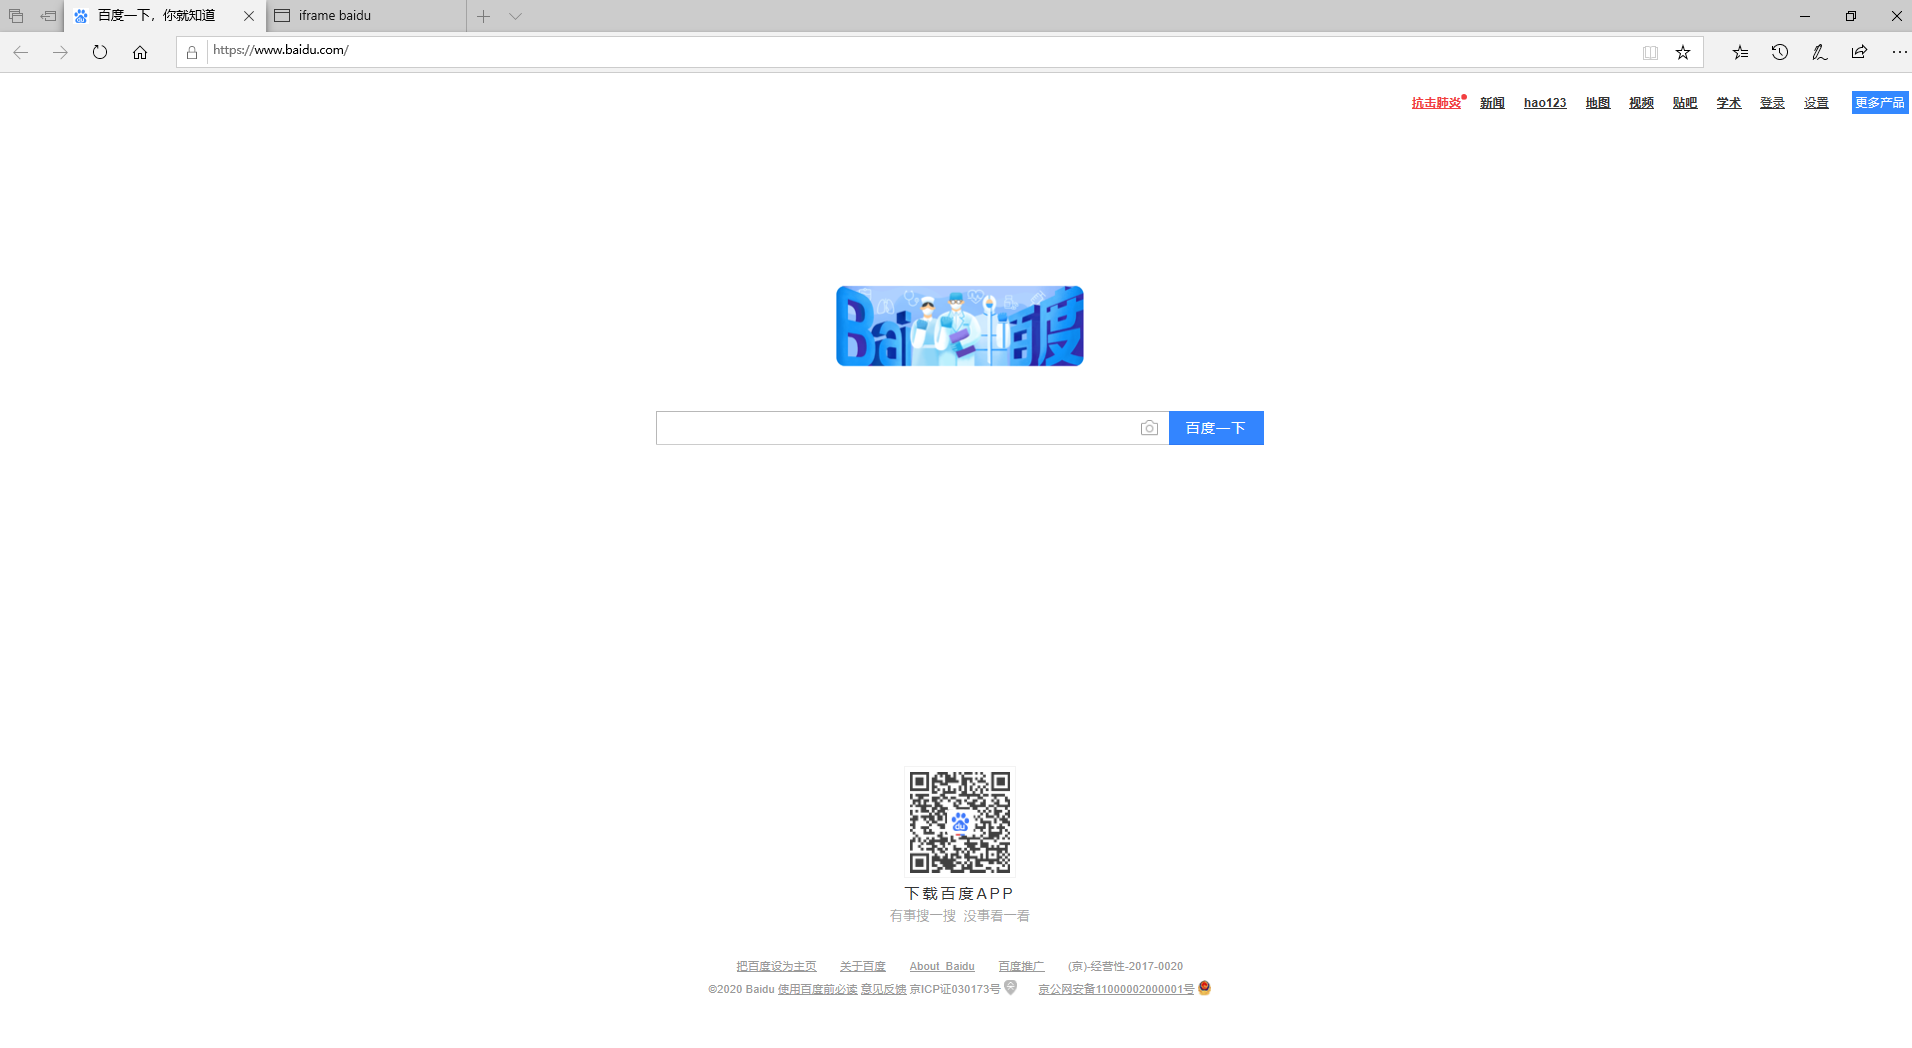 百度一下，你就知道
iframe baidu
https://www.baidu.com/
抗击肺炎 新闻 hao123 地图 视频 贴吧 学术 登录 设置 更多产品
Bai 百度
百度一下
du
下载百度APP
有事搜一搜 没事看一看
把百度设为主页 关于百度 About Baidu 百度推广 (京)-经营性-2017-0020
©2020 Baidu 使用百度前必读 意见反馈 京ICP证030173号 京公网安备11000002000001号